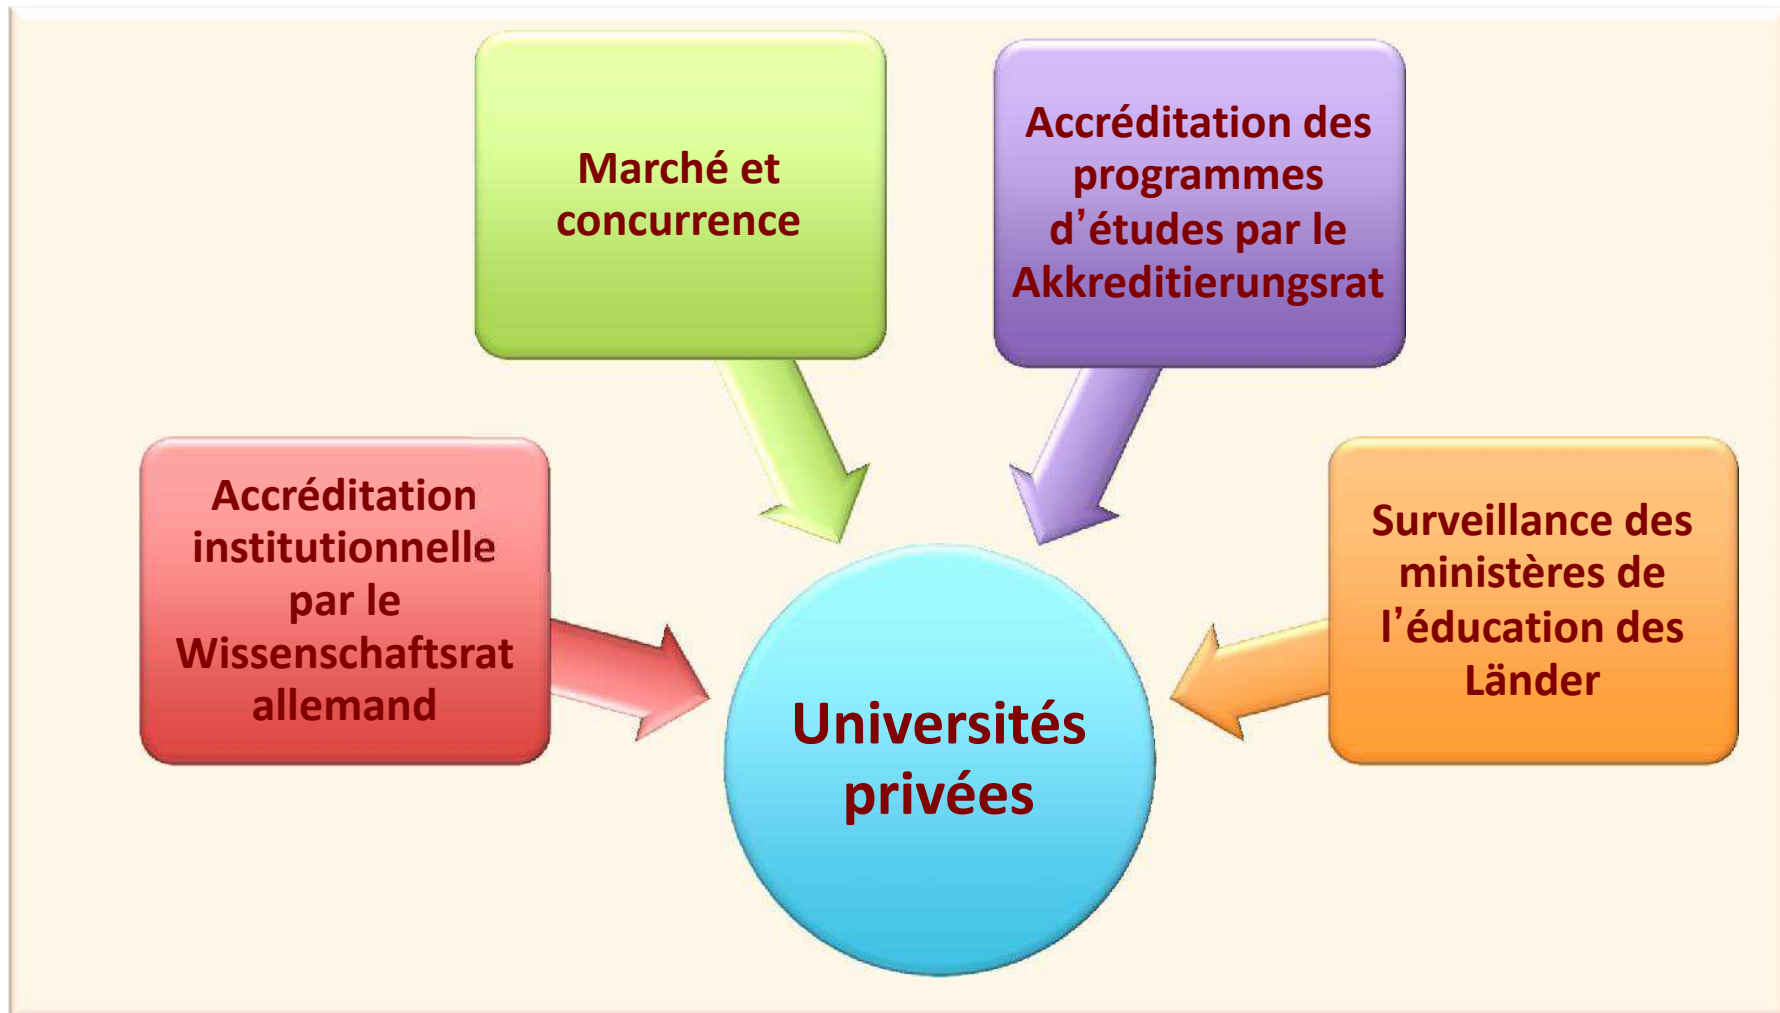 Marché et
concurrence
Accréditation des
programmes
d’études par le
Akkreditierungsrat
Accréditation
institutionnelle
par le
Wissenschaftsrat
allemand
Surveillance des
ministères de
l’éducation des
Länder
Universités
privées